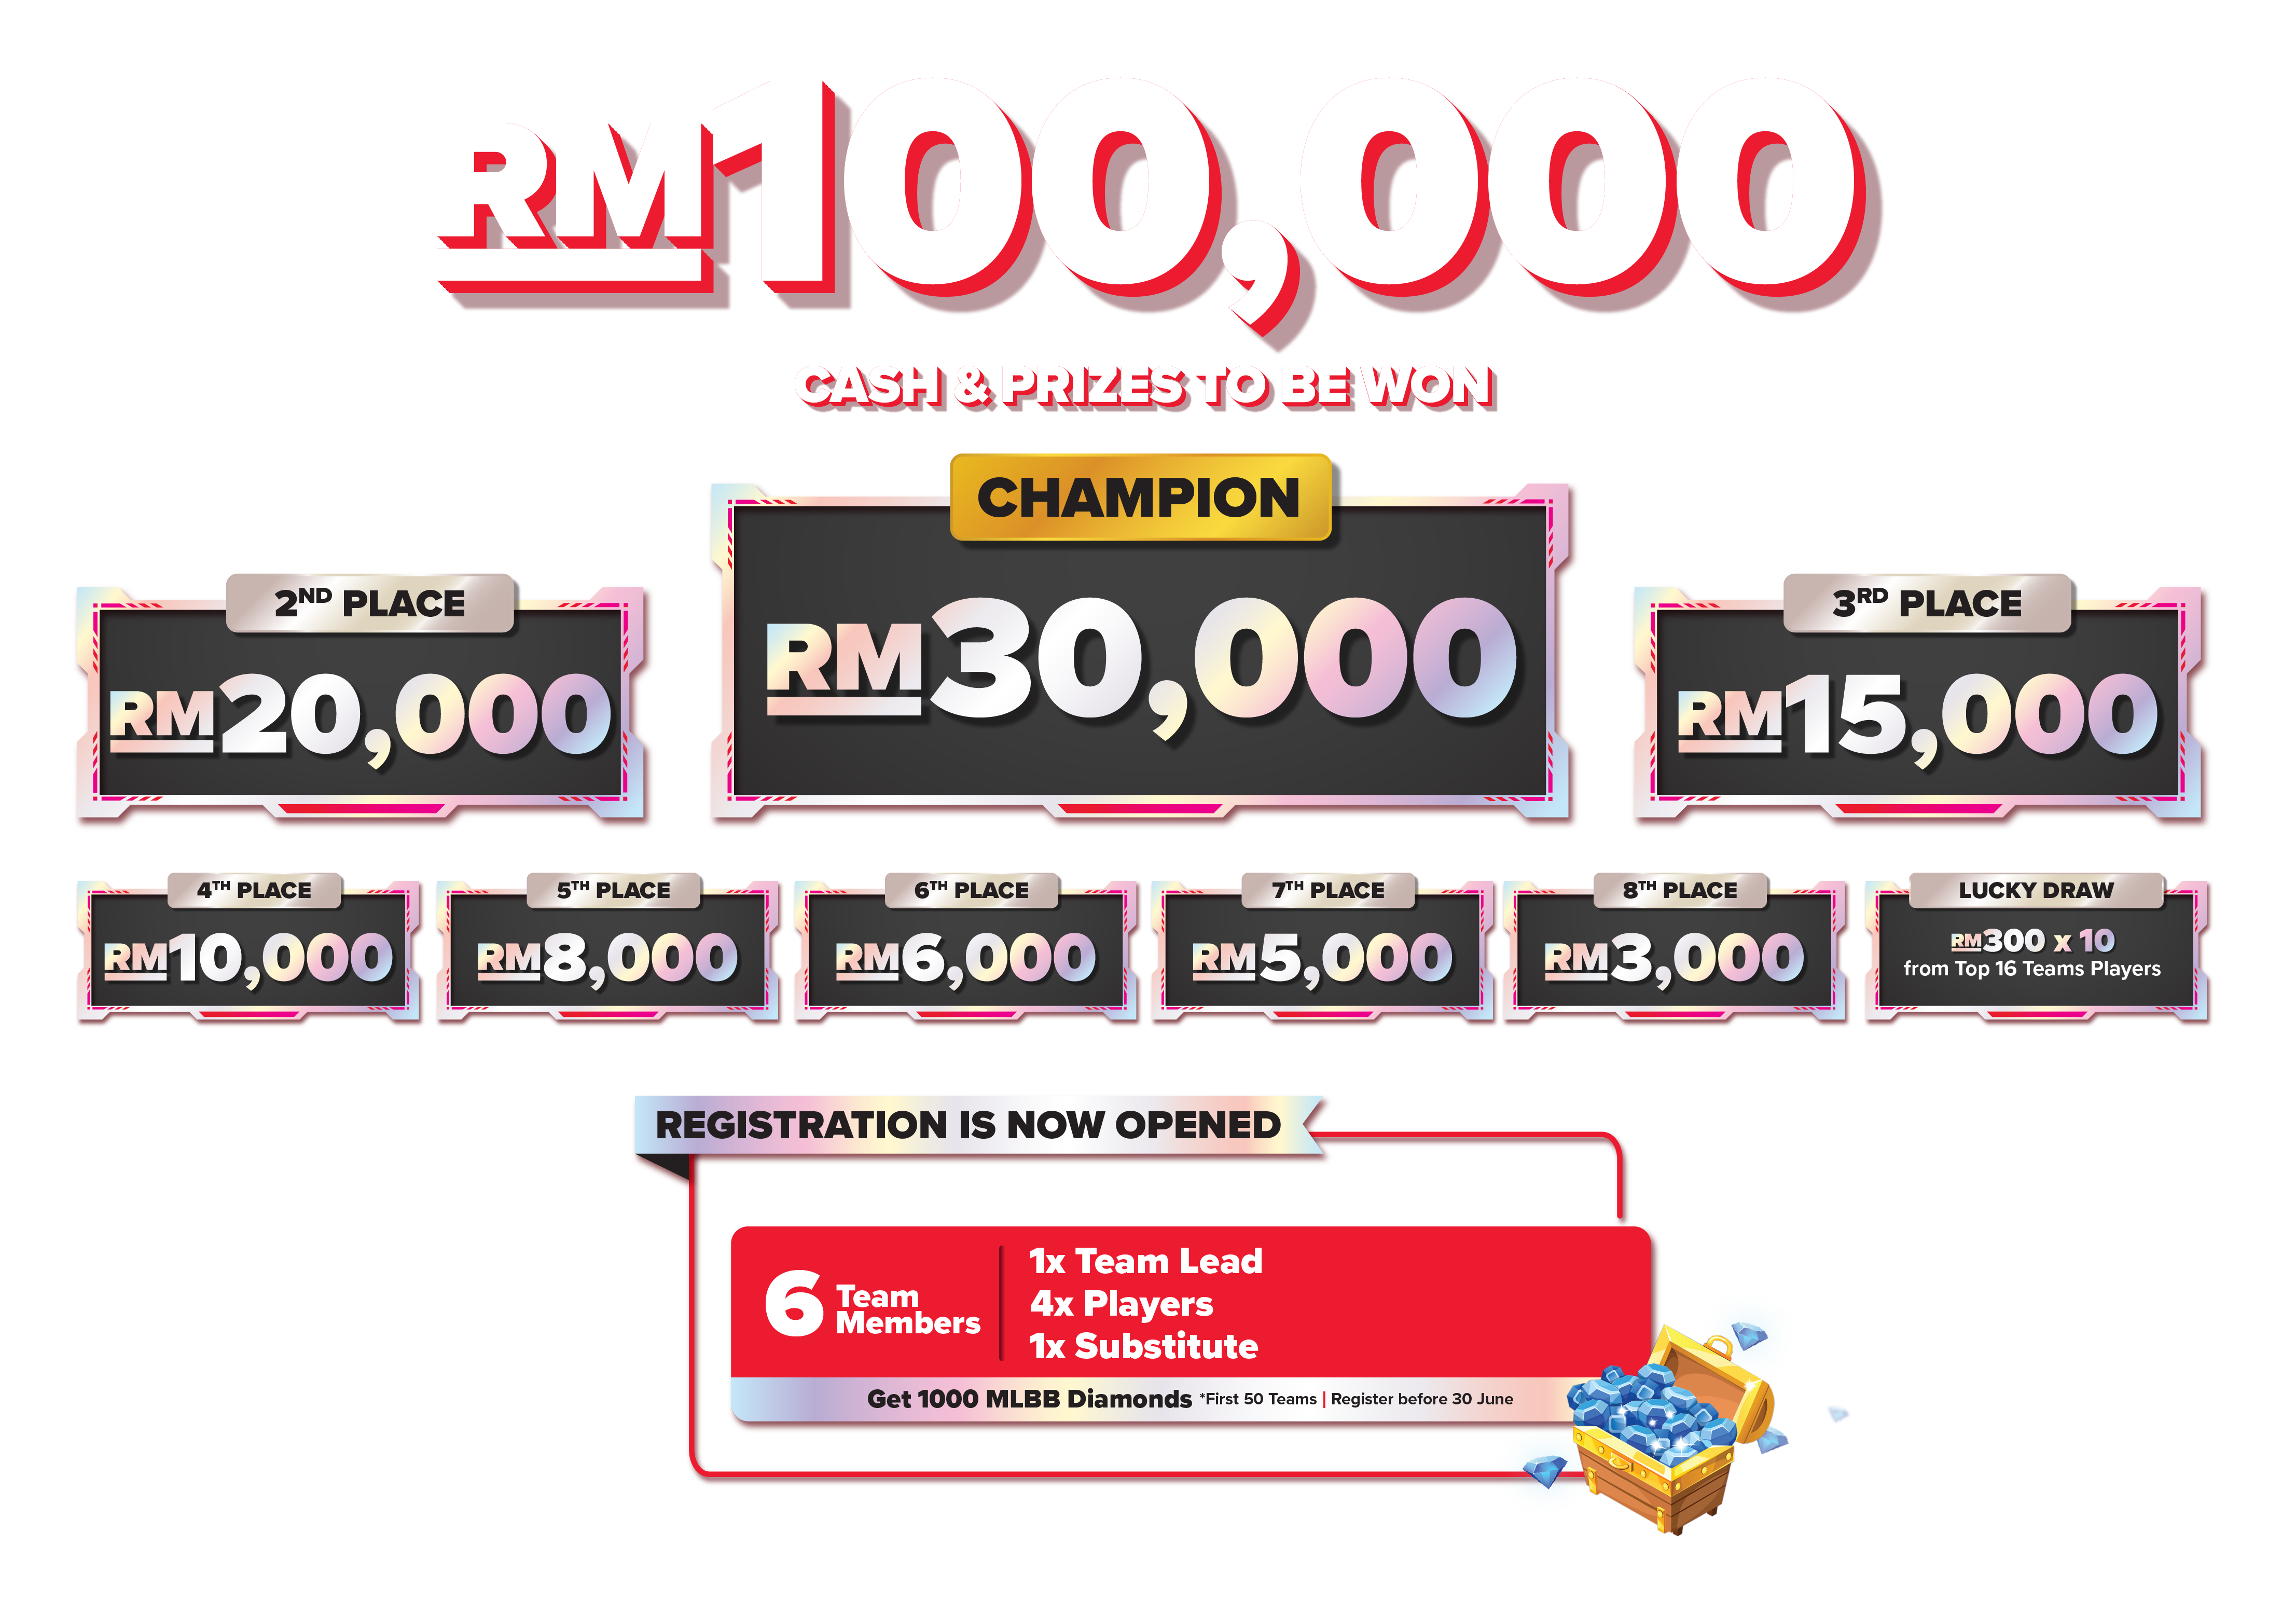 RM100,000
CASH & PRIZES TO BE WON
CHAMPION
RM30,000
2ND PLACE
RM20,000
3RD PLACE
RM15,000
4TH PLACE
RM10,000
5TH PLACE
RM8,000
6TH PLACE
RM6,000
7TH PLACE
RM5,000
8TH PLACE
RM3,000
LUCKY DRAW
RM300 x 10
from Top 16 Teams Players
REGISTRATION IS NOW OPENED
6 Team
Members
1x Team Lead
4x Players
1x Substitute
Get 1000 MLBB Diamonds *First 50 Teams | Register before 30 June